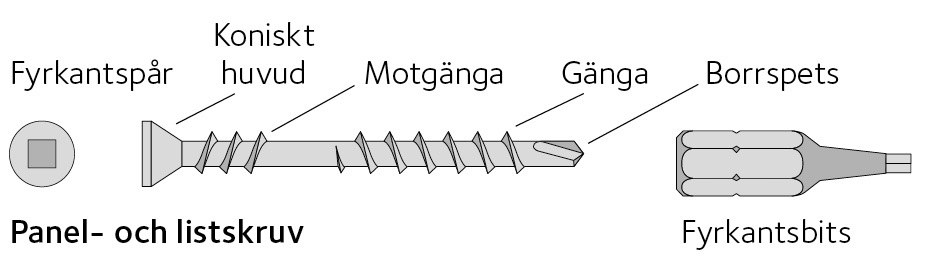 Fyrkantspår
Koniskt
huvud
Motgänga
Gänga
Borrspets
Panel- och listskruv
Fyrkantsbits